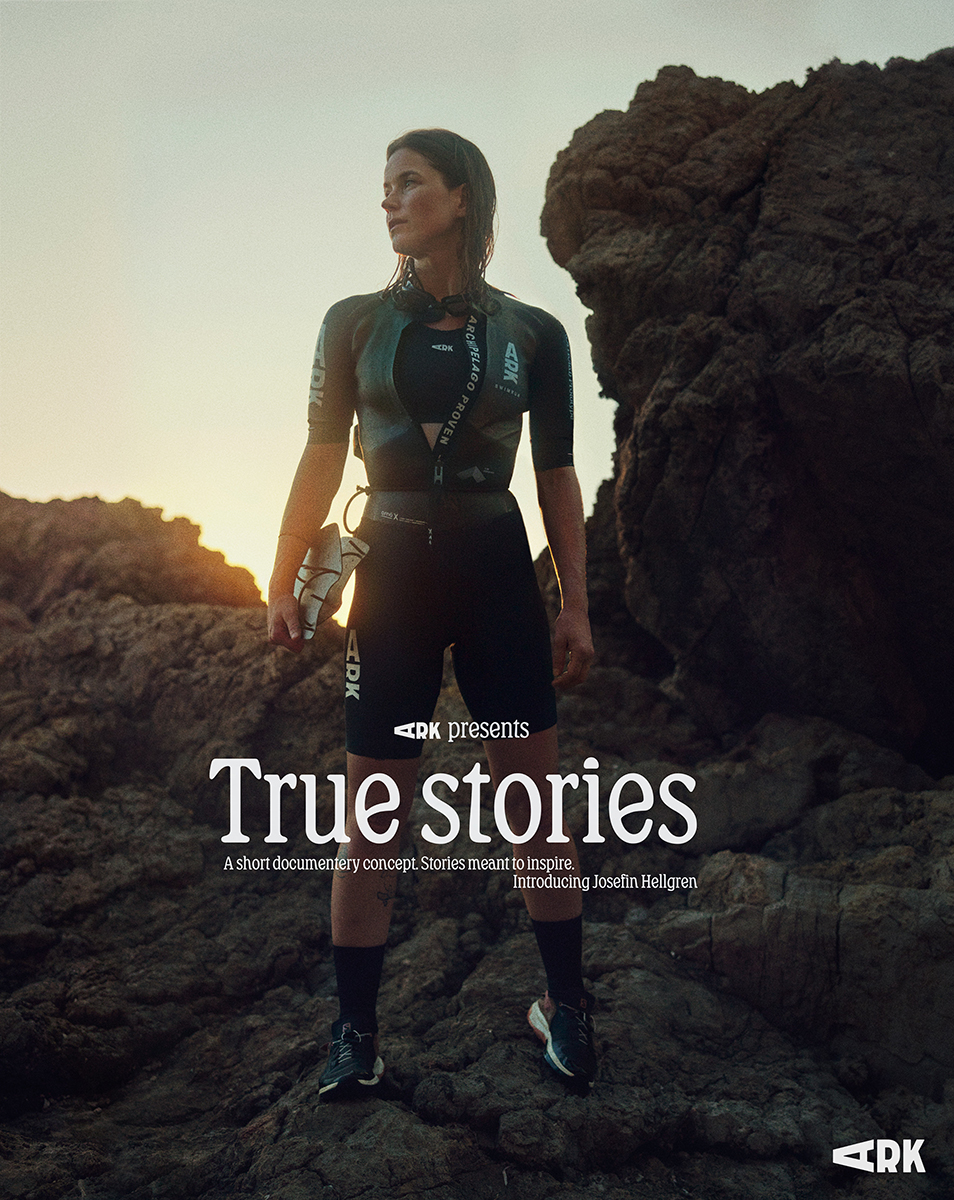 ARK
ARCHIPELAGO PROVEN
ARK
ARK
SWIMRUN
ARK
ARK presents
True stories
A short documentery concept. Stories meant to inspire.
Introducing Josefin Hellgren
ARK